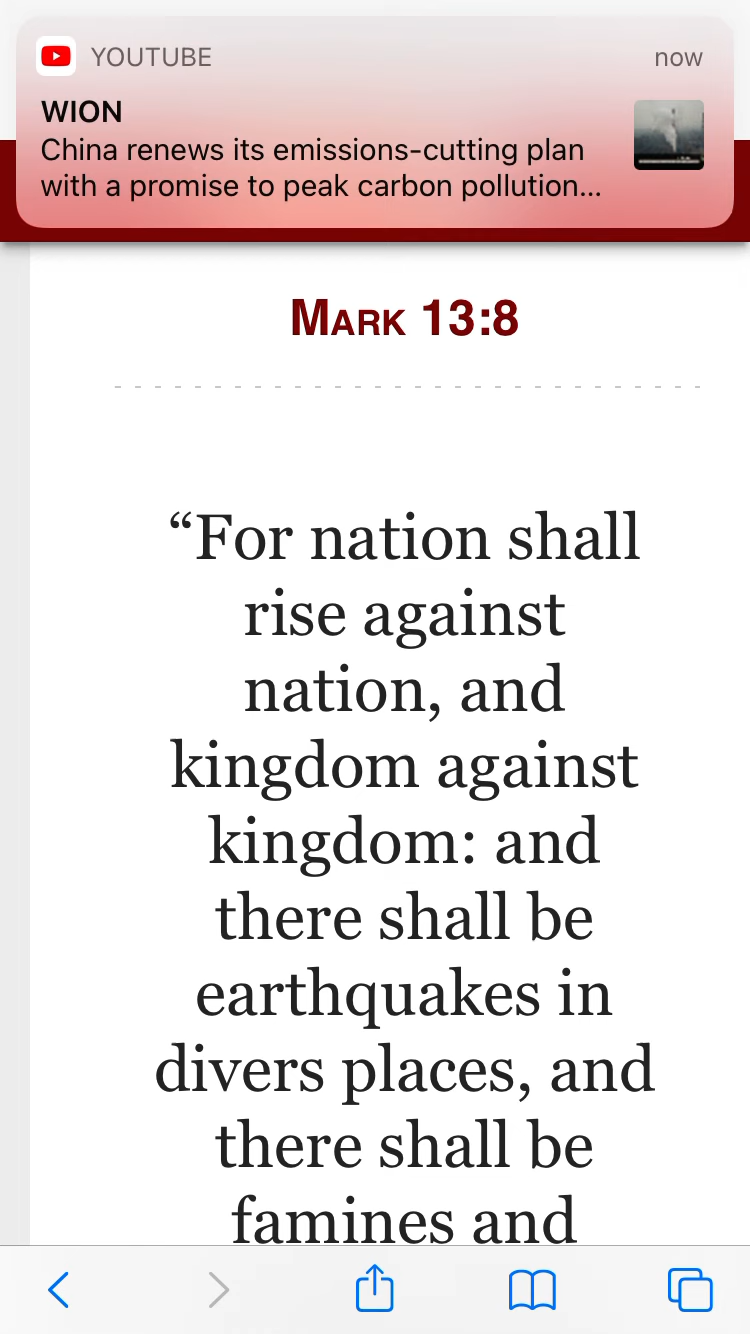 YOUTUBE now
WION
China renews its emissions-cutting plan
with a promise to peak carbon pollution...
MARK 13:8
“For nation shall
rise against
nation, and
kingdom against
kingdom: and
there shall be
earthquakes in
divers places, and
there shall be
famines and